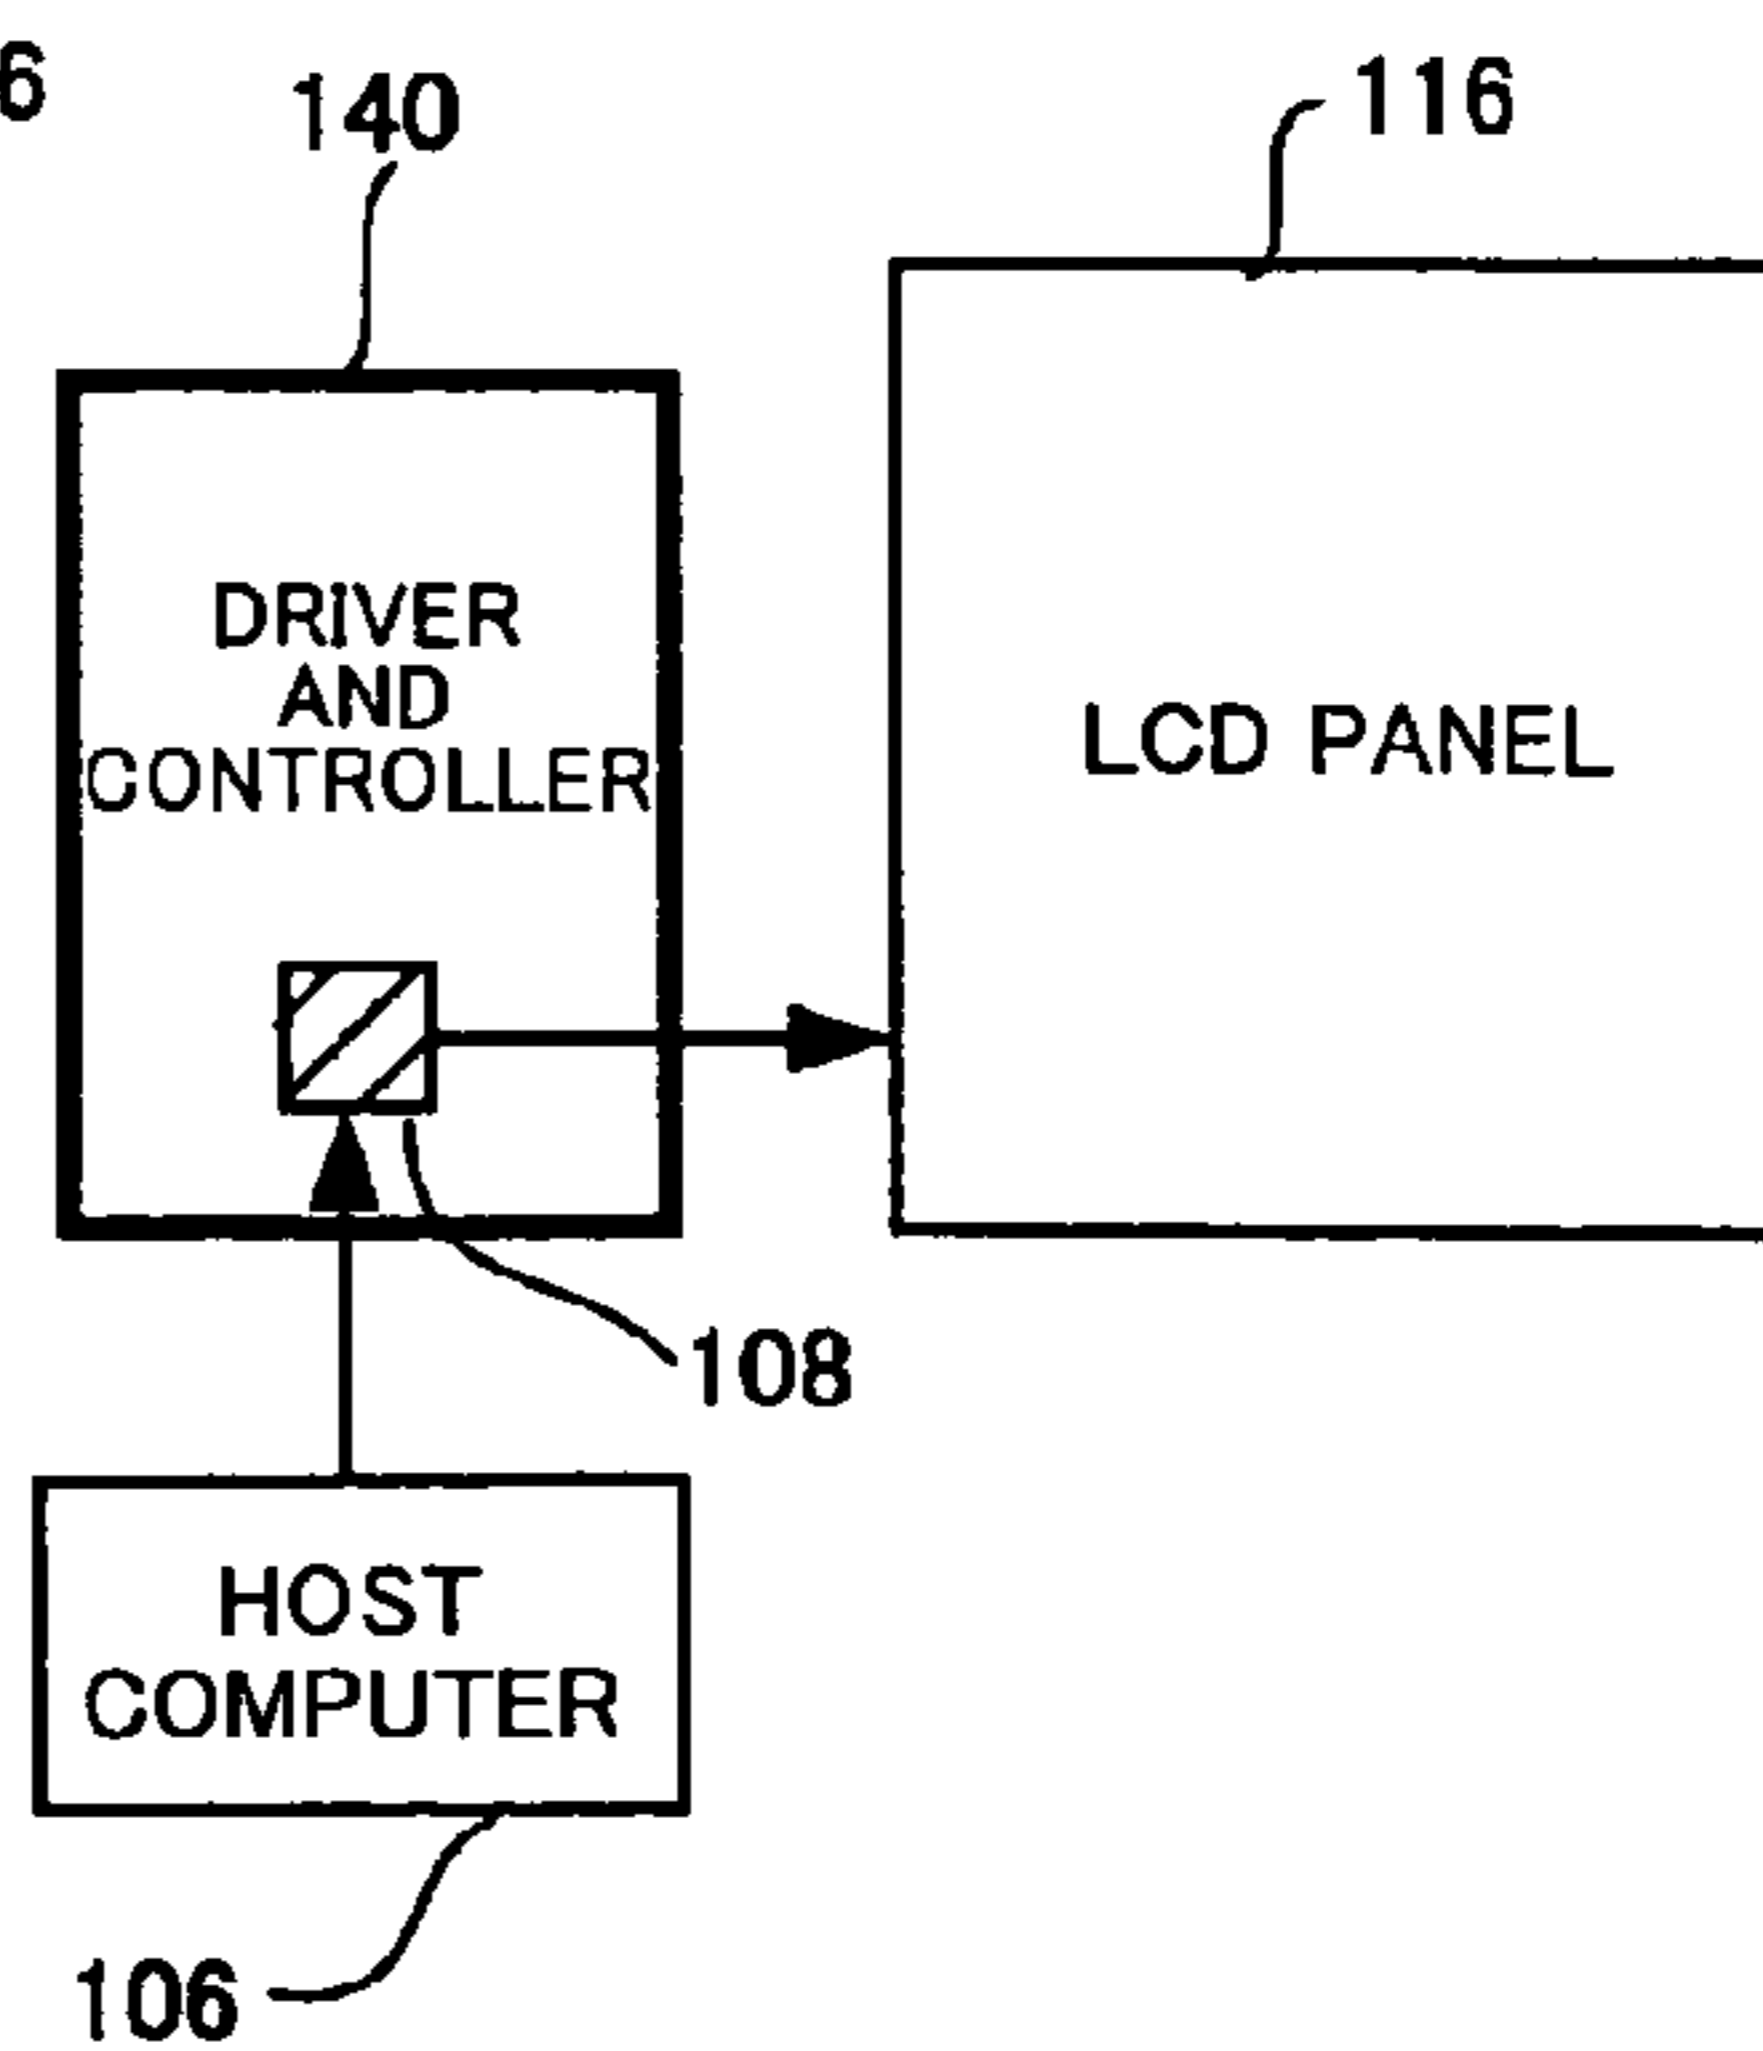 6
140
116
DRIVER
AND
CONTROLLER
LCD PANEL
108
HOST
COMPUTER
106